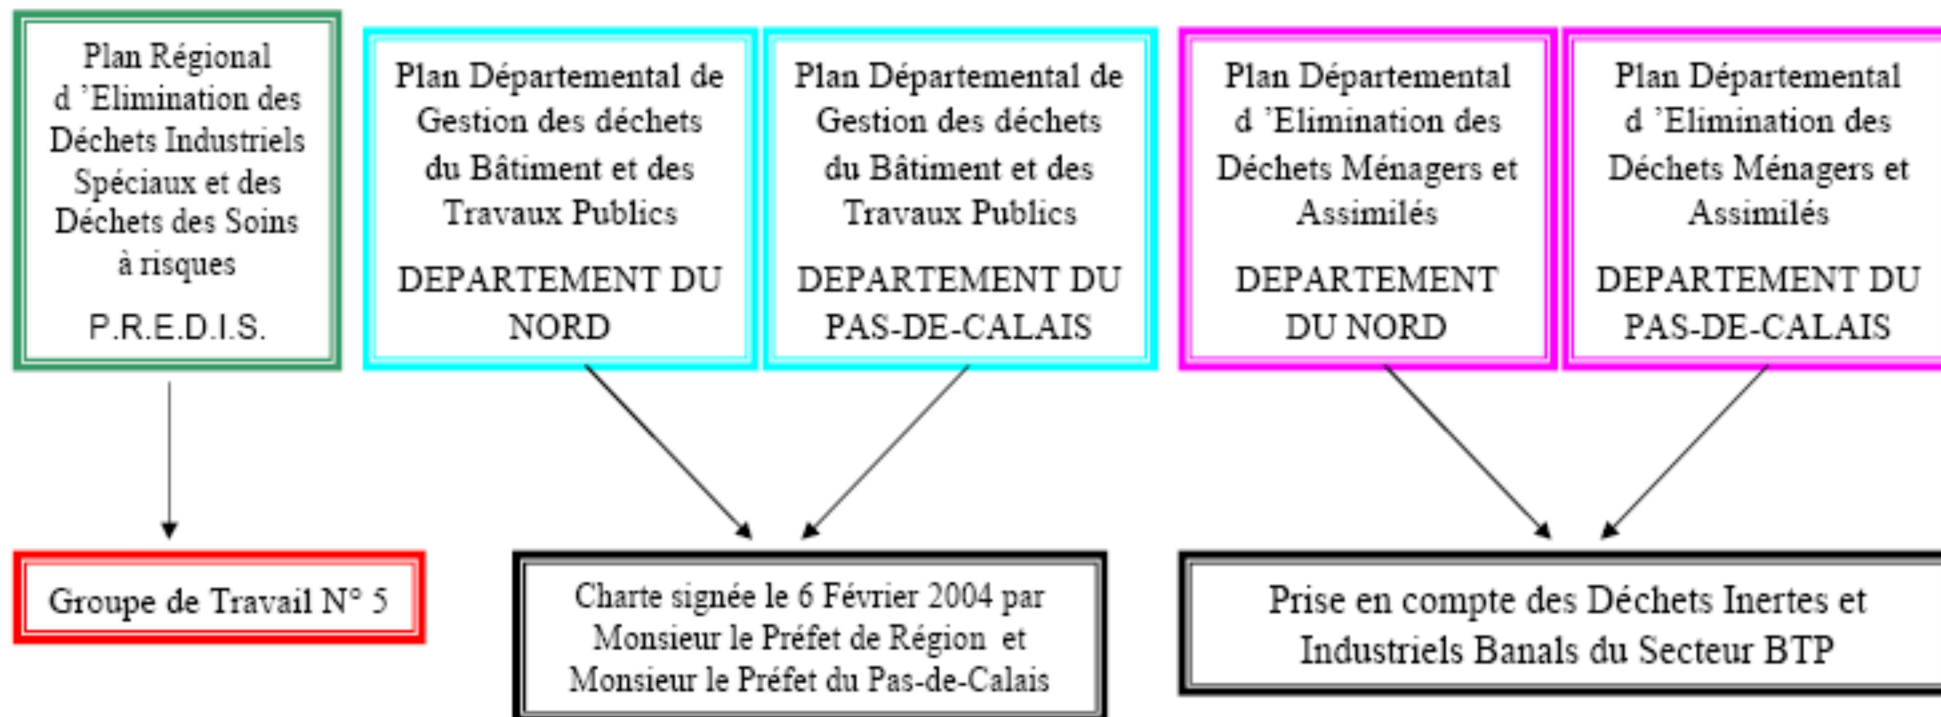 Plan Régional
d ’Elimination des
Déchets Industriels
Spéciaux et des
Déchets des Soins
à risques
P.R.E.D.I.S.
Plan Départemental de
Gestion des déchets
du Bâtiment et des
Travaux Publics
DEPARTEMENT DU
NORD
Plan Départemental de
Gestion des déchets
du Bâtiment et des
Travaux Publics
DEPARTEMENT DU
PAS-DE-CALAIS
Plan Départemental
d ’Elimination des
Déchets Ménagers et
Assimilés
DEPARTEMENT
DU NORD
Plan Départemental
d ’Elimination des
Déchets Ménagers et
Assimilés
DEPARTEMENT DU
PAS-DE-CALAIS
Groupe de Travail N° 5
Charte signée le 6 Février 2004 par
Monsieur le Préfet de Région et
Monsieur le Préfet du Pas-de-Calais
Prise en compte des Déchets Inertes et
Industriels Banals du Secteur BTP